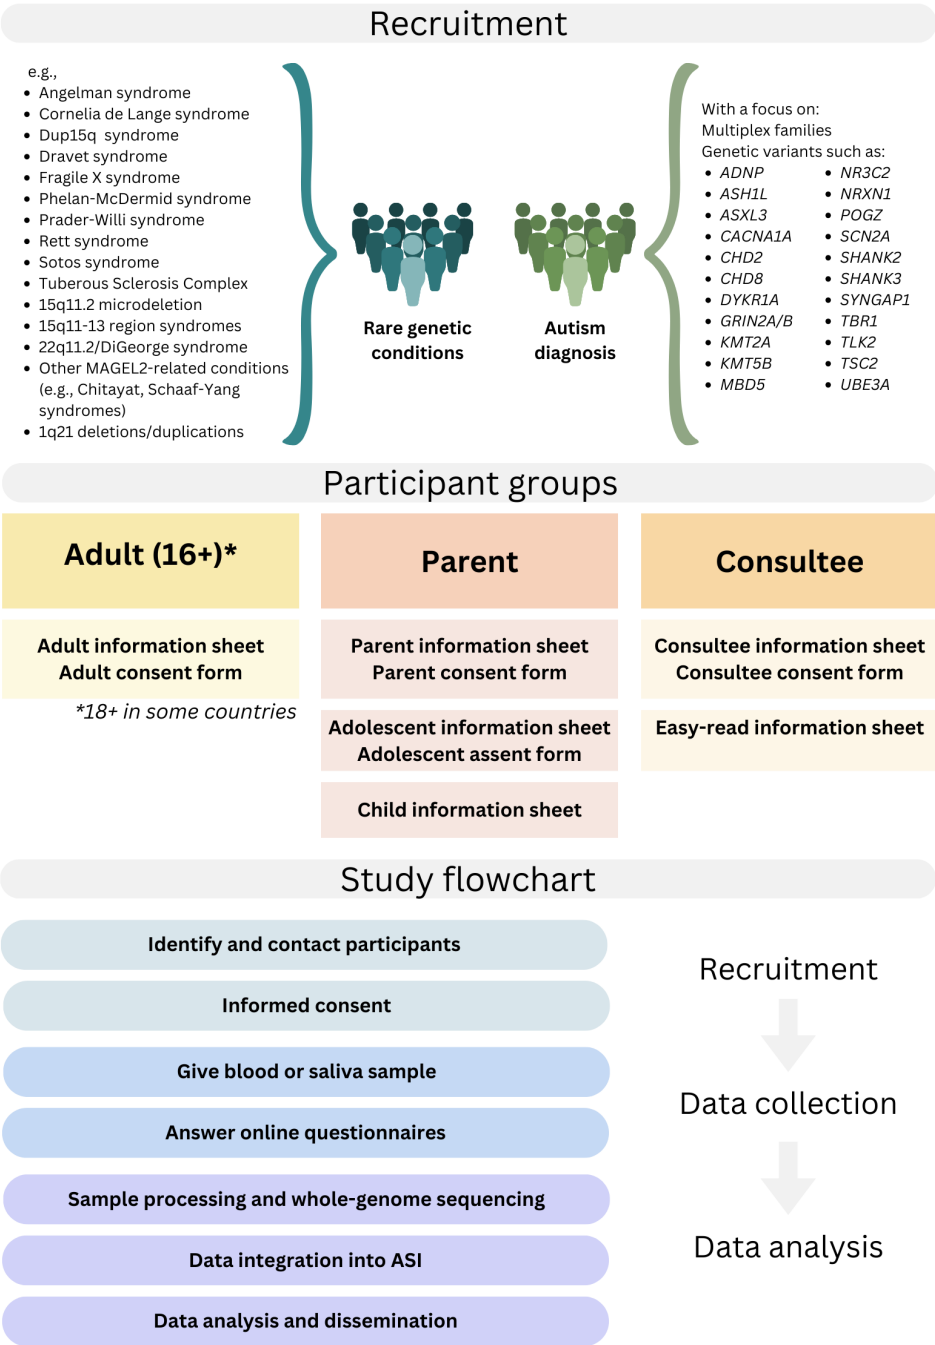 Recruitment
e.g.,
• Angelman syndrome
• Cornelia de Lange syndrome
• Dup15q syndrome
• Dravet syndrome
• Fragile X syndrome
• Phelan-McDermid syndrome
• Prader-Willi syndrome
• Rett syndrome
• Sotos syndrome
• Tuberous Sclerosis Complex
• 15q11.2 microdeletion
• 15q11-13 region syndromes
• 22q11.2/DiGeorge syndrome
• Other MAGEL2-related conditions
(e.g., Chitayat, Schaaf-Yang
syndromes)
• 1q21 deletions/duplications
Rare genetic
conditions
Autism
diagnosis
With a focus on:
Multiplex families
Genetic variants such as:
• ADNP
• ASH1L
• ASXL3
• CACNA1A
• CHD2
• CHD8
• DYKR1A
• GRIN2A/B
• KMT2A
• KMT5B
• MBD5
• NR3C2
• NRXN1
• POGZ
• SCN2A
• SHANK2
• SHANK3
• SYNGAP1
• TBR1
• TLK2
• TSC2
• UBE3A
Participant groups
Adult (16+)*
Adult information sheet
Adult consent form
*18+ in some countries
Parent
Parent information sheet
Parent consent form
Adolescent information sheet
Adolescent assent form
Child information sheet
Consultee
Consultee information sheet
Consultee consent form
Easy-read information sheet
Study flowchart
Identify and contact participants
Informed consent
Give blood or saliva sample
Answer online questionnaires
Sample processing and whole-genome sequencing
Data integration into ASI
Data analysis and dissemination
Recruitment
Data collection
Data analysis